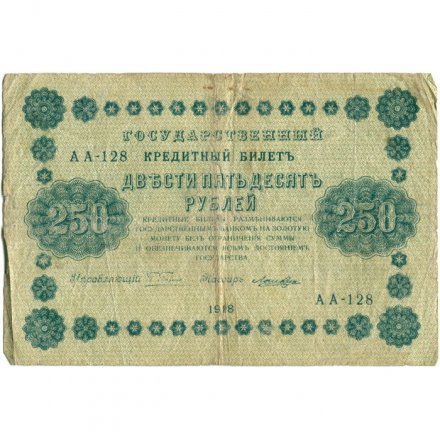 ГОСУДАРСТВЕННЫЙ
АА-128 КРЕДИТНЫЙ БИЛЕТЪ
ДВѢСТИ ПЯТЬДЕСЯТЪ
РУБЛЕЙ
250 250
КРЕДИТНЫЕ БИЛЕТЫ РАЗМѢНИВАЮТСЯ
ГОСУДАРСТВЕННЫМЪ БАНКОМЪ НА ЗОЛОТУЮ
МОНЕТУ БЕЗЪ ОГРАНИЧЕНІЯ СУММЫ
И ОБЕЗПЕЧИВАЮТСЯ ВСѢМЪ ДОСТОЯНІЕМЪ
ГОСУДАРСТВА.
Управляющій Кассиръ
АА-128
1918